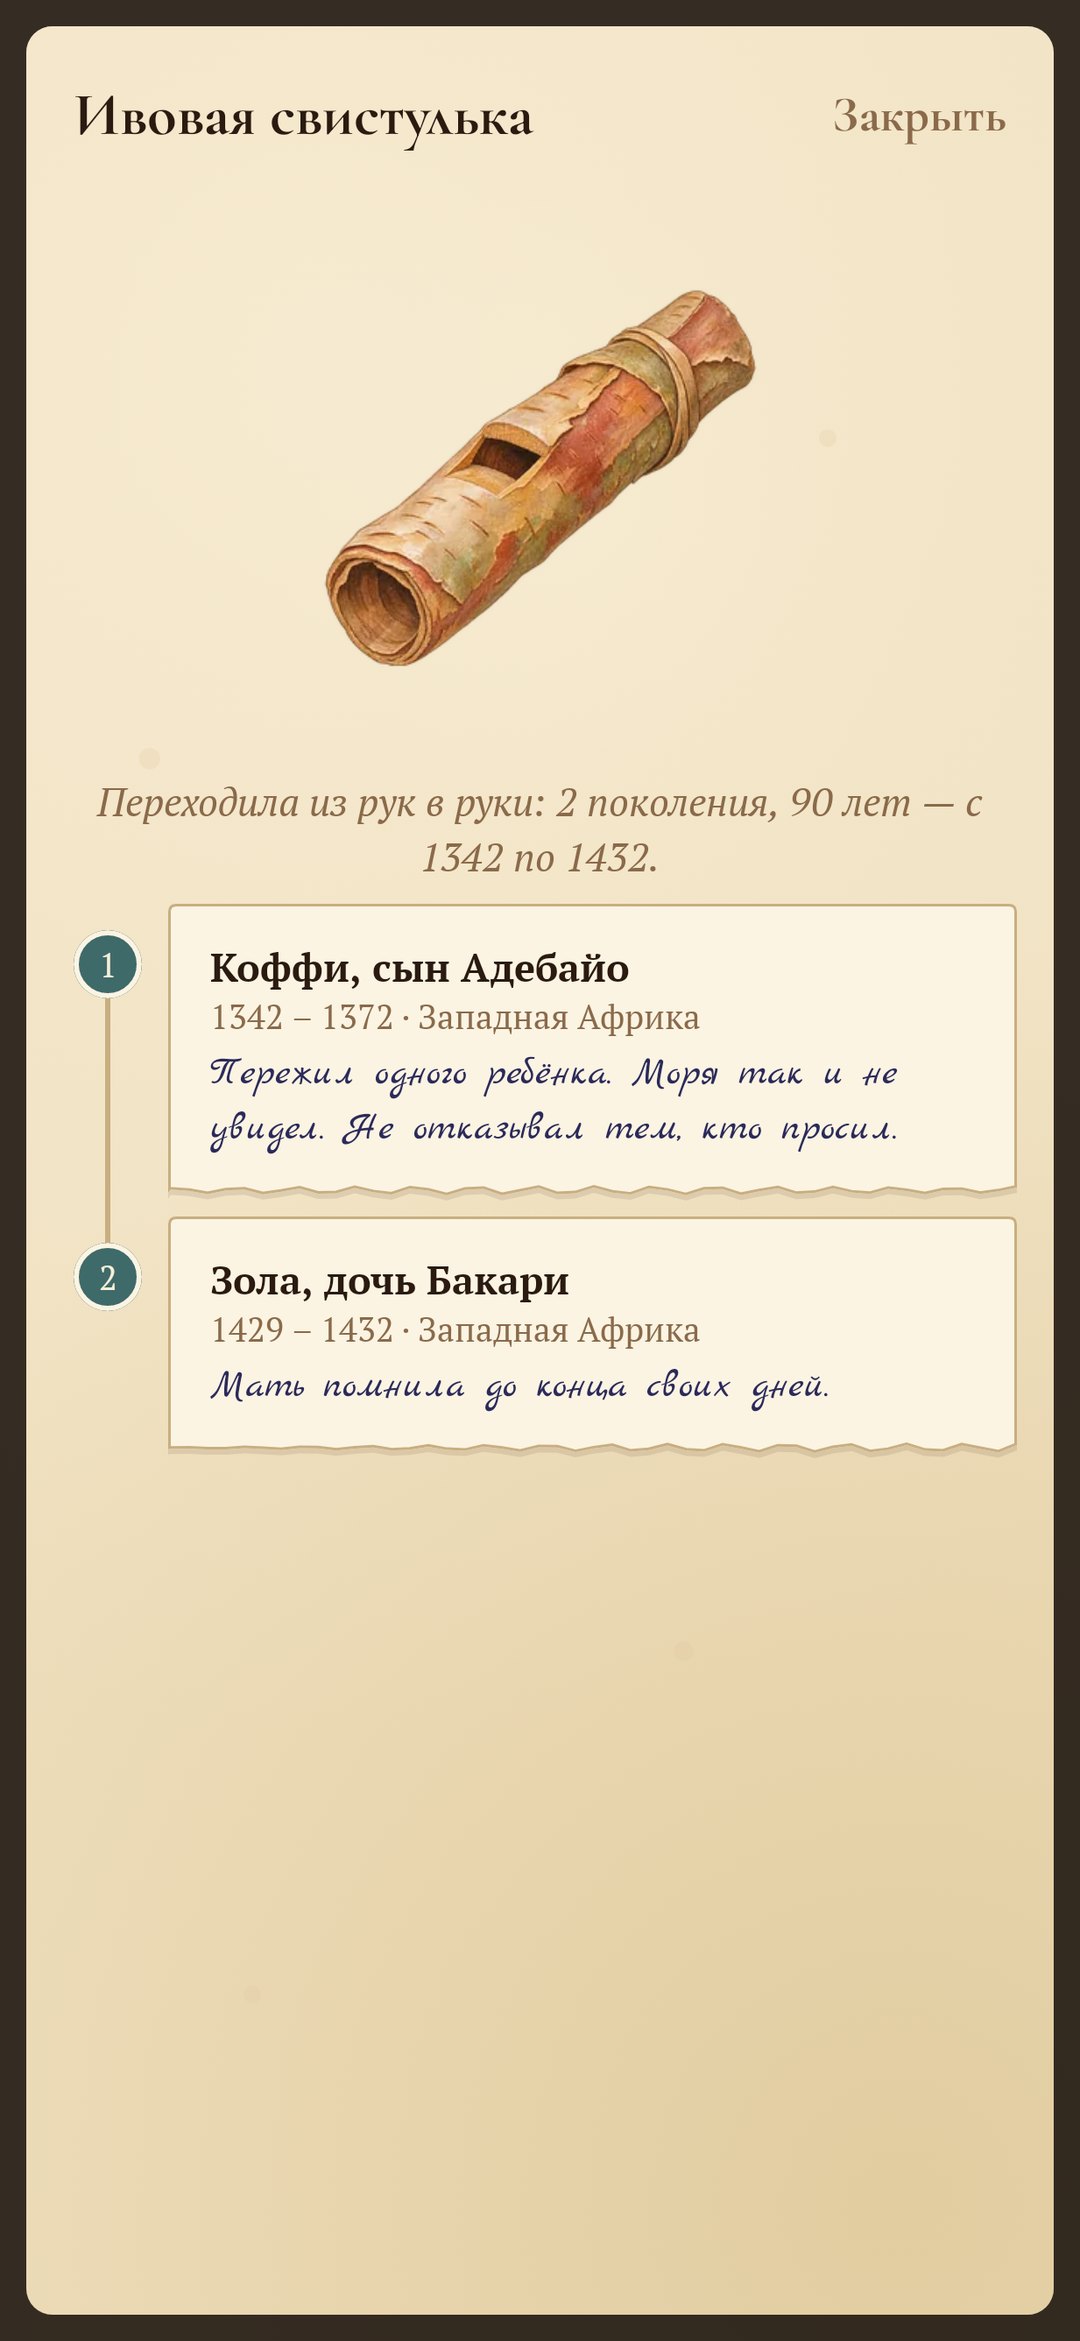 Ивовая свистулька
Закрыть
Переходила из рук в руки: 2 поколения, 90 лет — с
1342 по 1432.
1
Коффи, сын Адебайо
1342 – 1372 · Западная Африка
Пережил одного ребёнка. Моря так и не
увидел. Не отказывал тем, кто просил.
2
Зола, дочь Бакари
1429 – 1432 · Западная Африка
Мать помнила до конца своих дней.